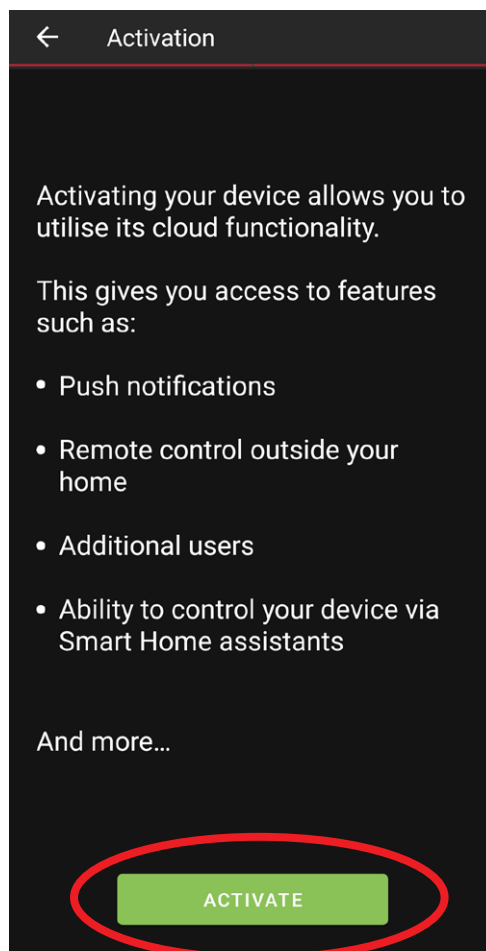 Activation
Activating your device allows you to
utilise its cloud functionality.
This gives you access to features
such as:
• Push notifications
• Remote control outside your
home
• Additional users
• Ability to control your device via
Smart Home assistants
And more...
ACTIVATE